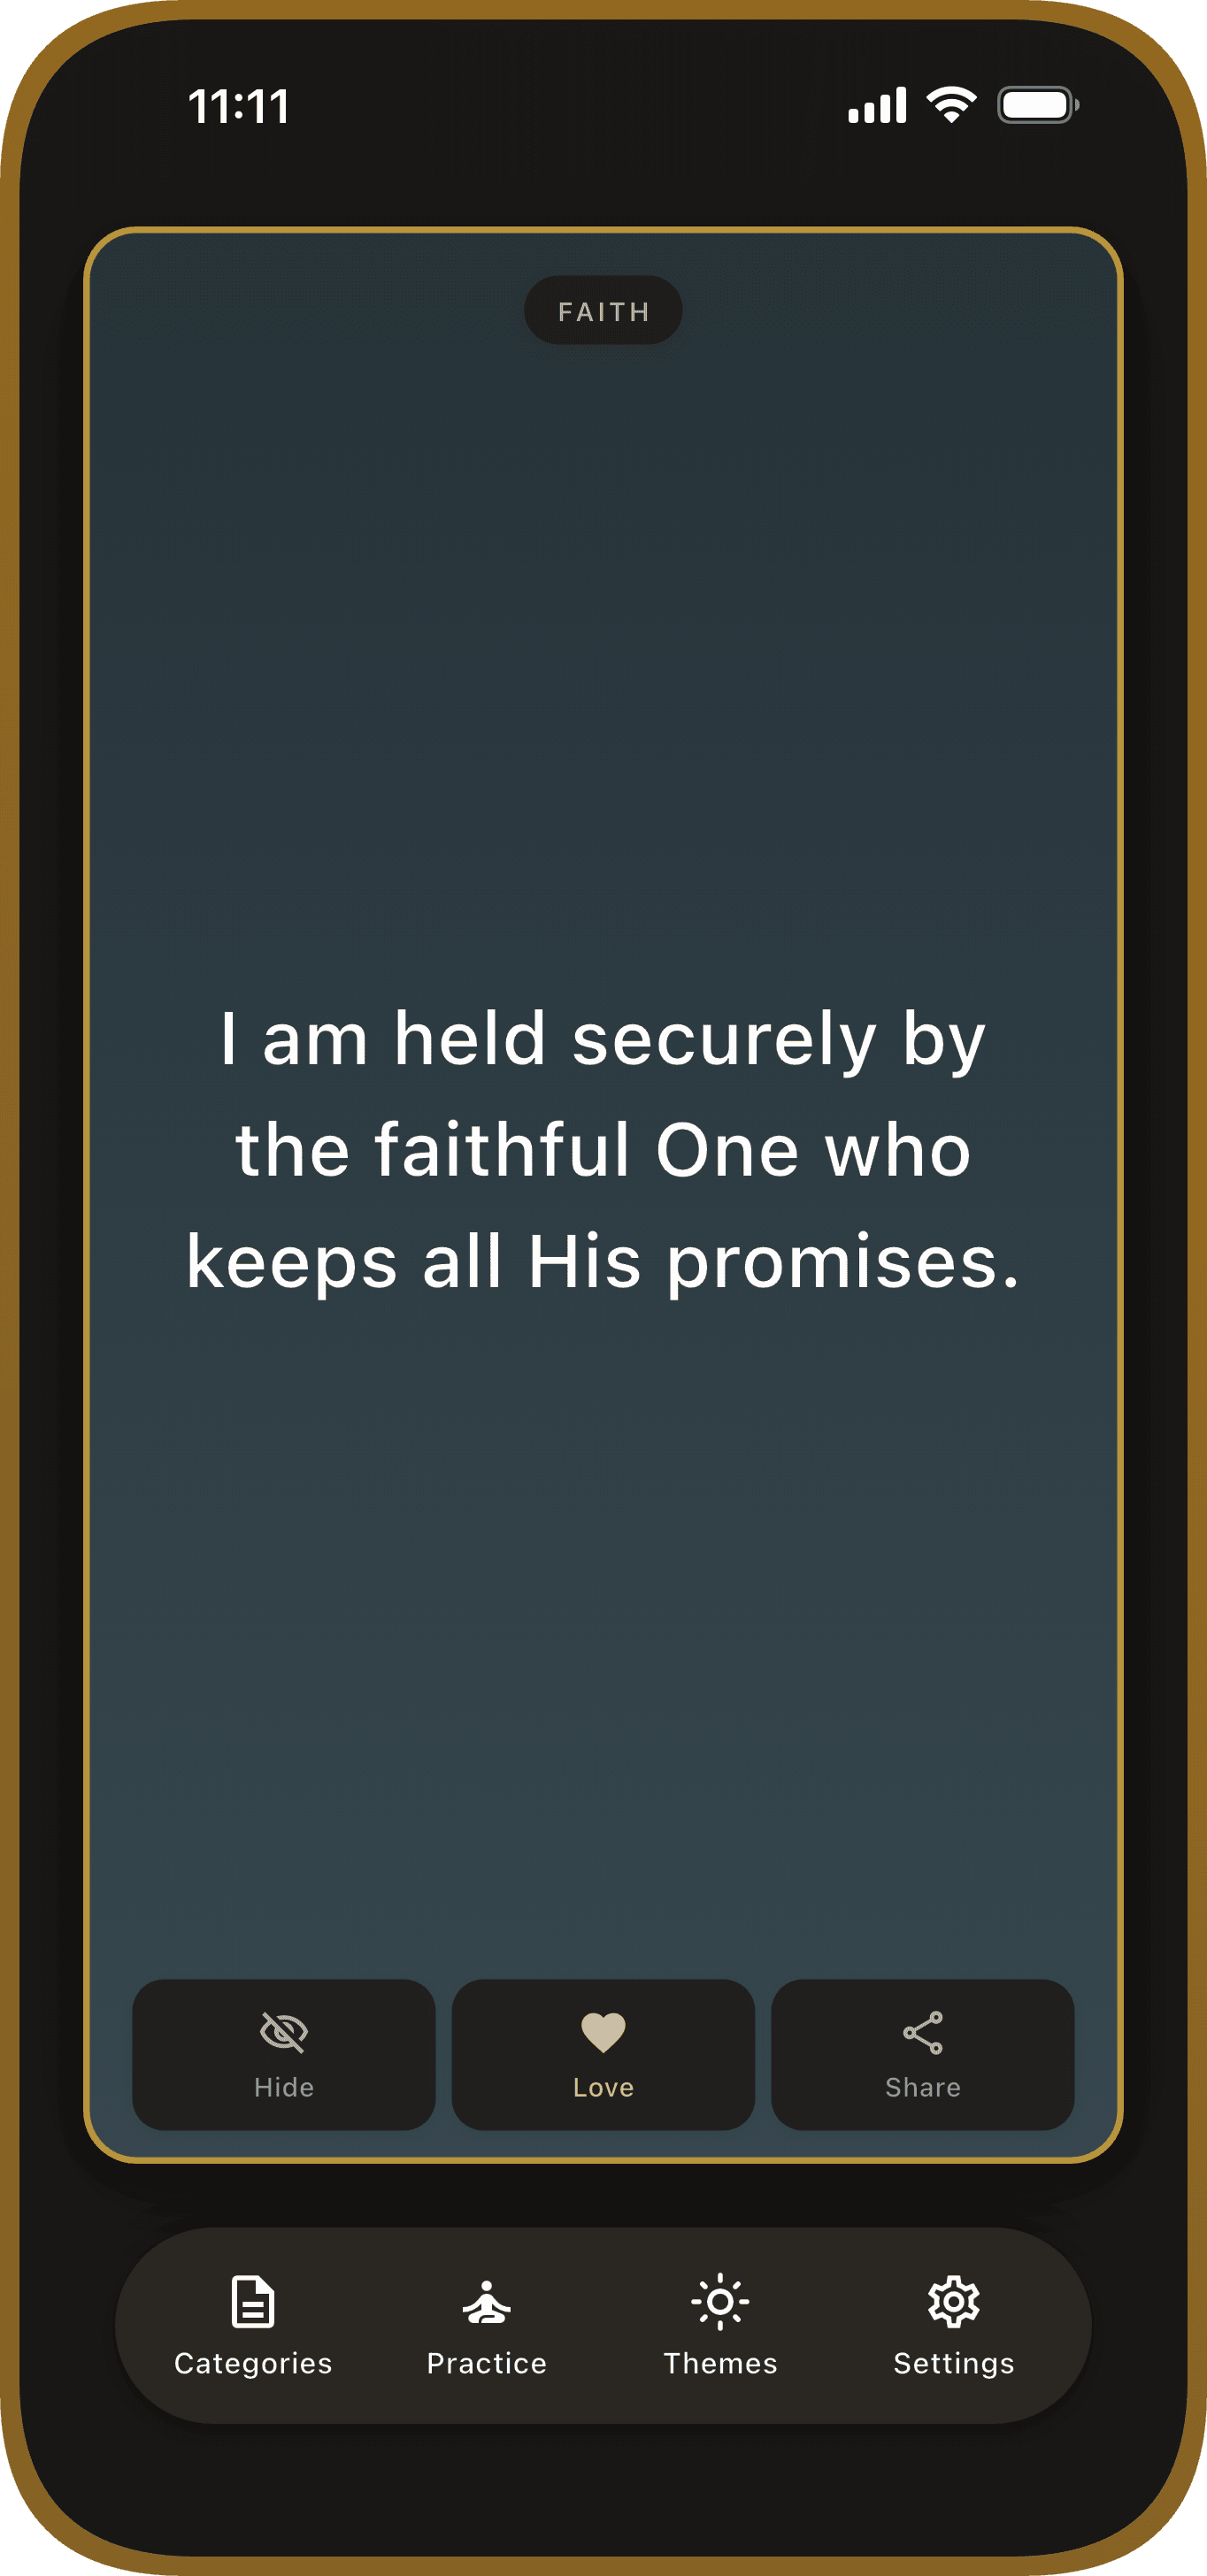 11:11
FAITH
I am held securely by
the faithful One who
keeps all His promises.
Hide
Love
Share
Categories
Practice
Themes
Settings